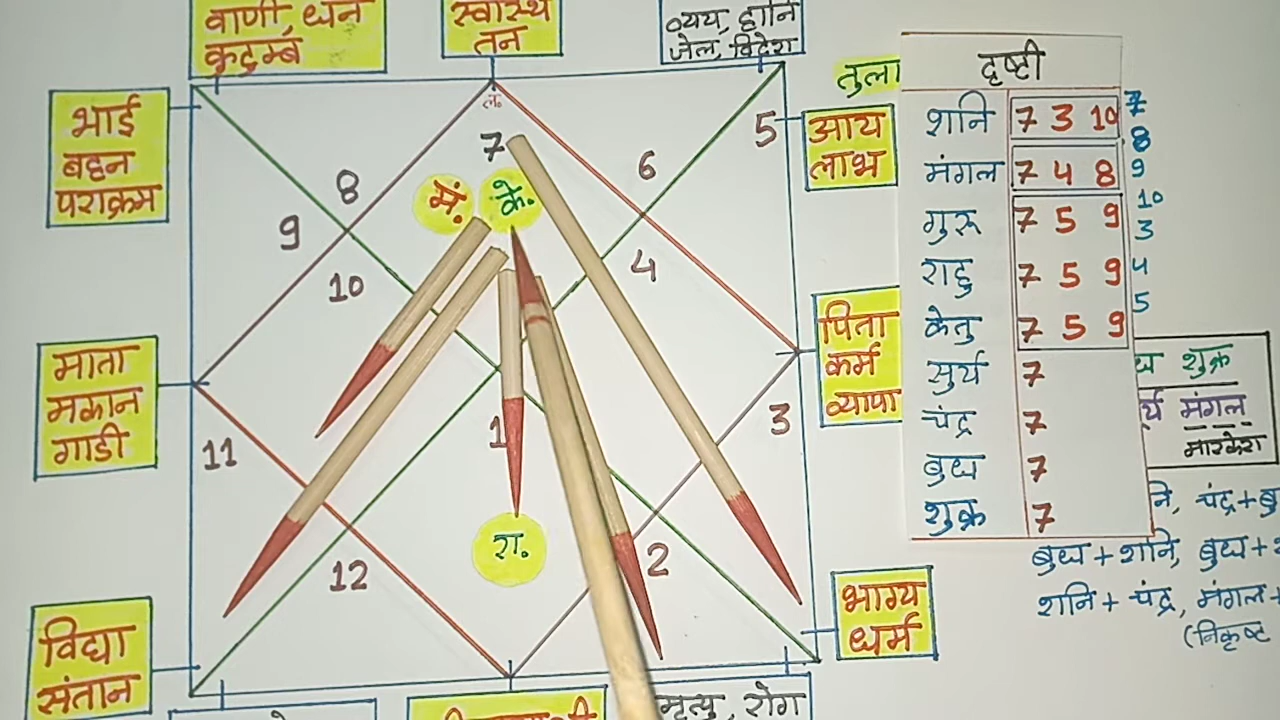 वाणी, धन
कुटुम्बं
स्वास्थ
तन
व्यय, हानि
जेल, विदेश
भाई
बहन
पराक्रम
तुला
आय
लाभ
दृष्टी
शनि 7 3 10 7
8
मंगल 7 4 8 9
10
गुरू 7 5 9 3
राहु 7 5 9 4
केतु 7 5 9 5
सुर्य 7
चंद्र 7
बुध 7
शुक्र 7
ल.
7
6
5
8
9
मं.
के.
10
4
माता
मकान
गाडी
पिता
कर्म
व्यापा
शुक्र
मंगल
मारकेश
3
11
1
रा.
12
2
नि, चंद्र+बु
बुध + शनि, बुध +
शनि + चंद्र, मंगल +
(निकृष्ट
विद्या
संतान
भाग्य
धर्म
मृत्यु, रोग